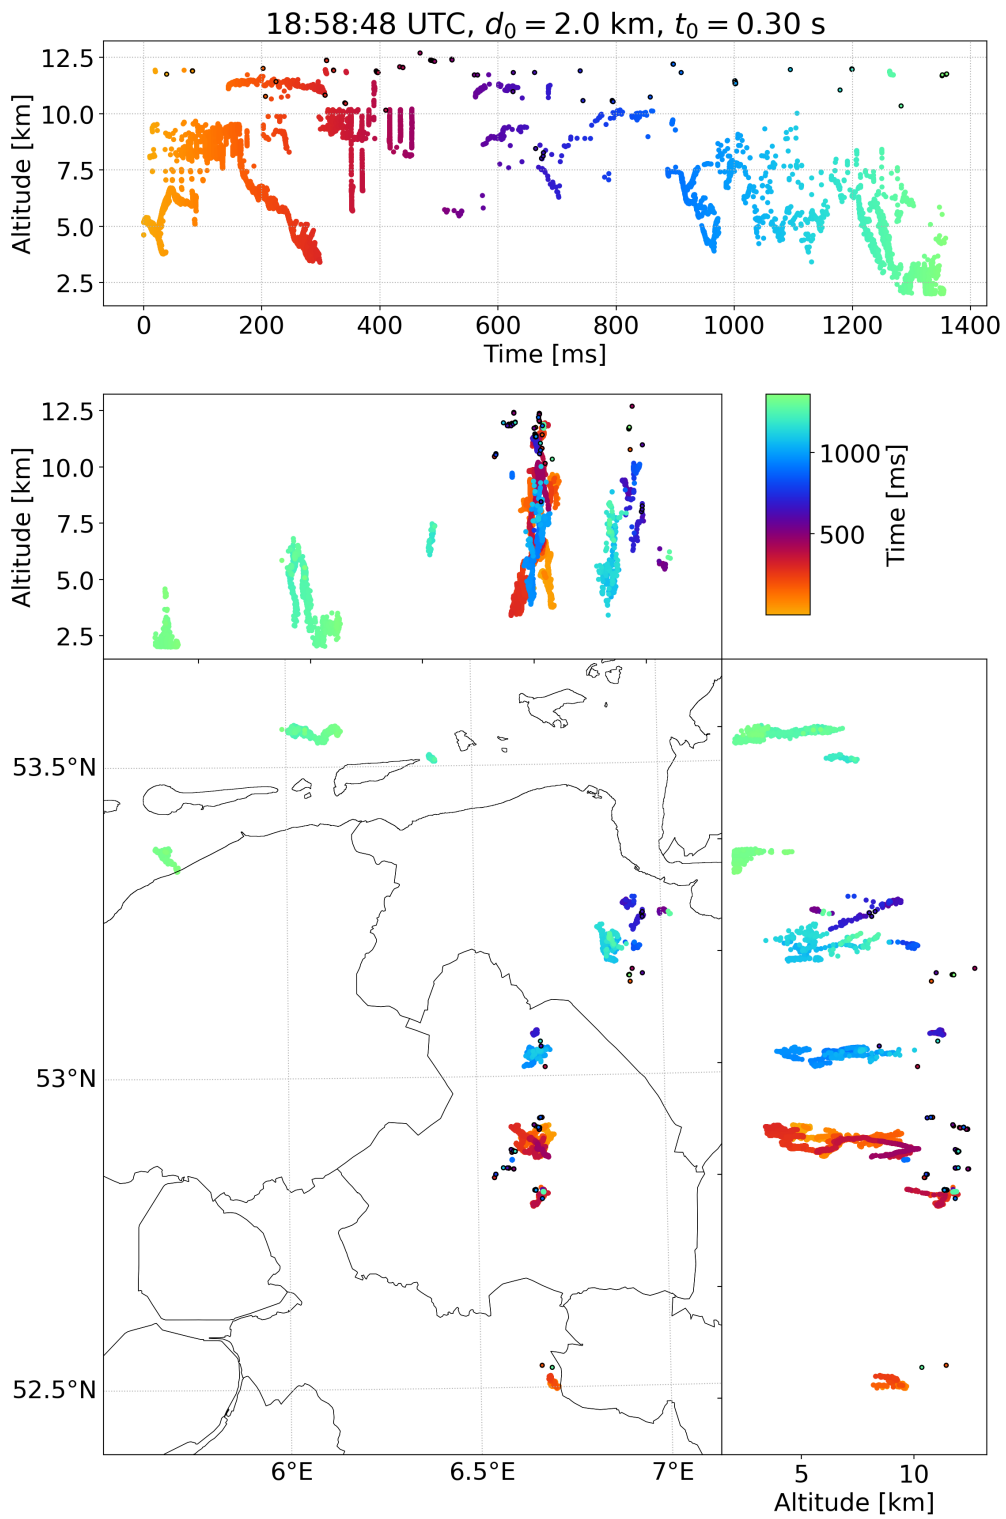 18:58:48 UTC, d₀ = 2.0 km, t₀ = 0.30 s
12.5
10.0
7.5
5.0
2.5
Altitude [km]
0 200 400 600 800 1000 1200 1400
Time [ms]
12.5
10.0
7.5
5.0
2.5
Altitude [km]
1000
500
Time [ms]
53.5°N
53°N
52.5°N
6°E 6.5°E 7°E
5 10
Altitude [km]